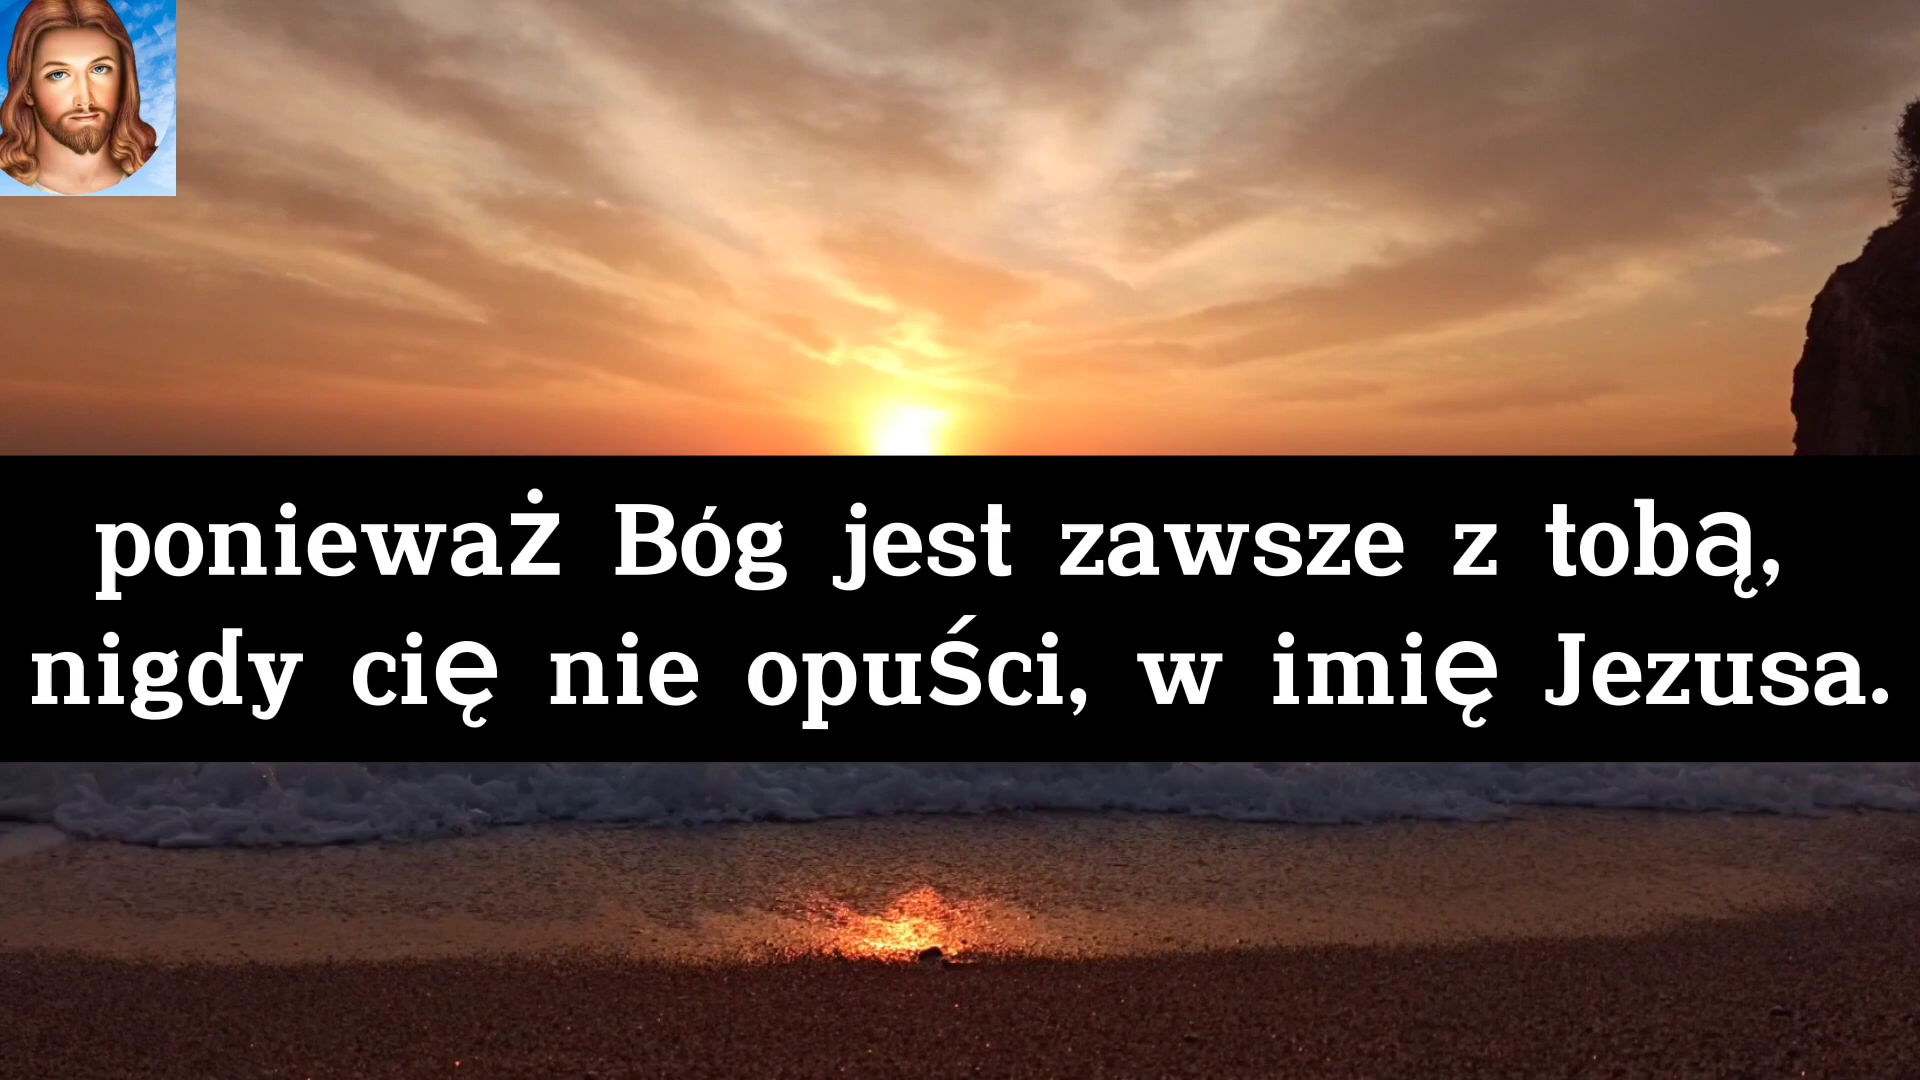 ponieważ Bóg jest zawsze z tobą,
nigdy cię nie opuści, w imię Jezusa.